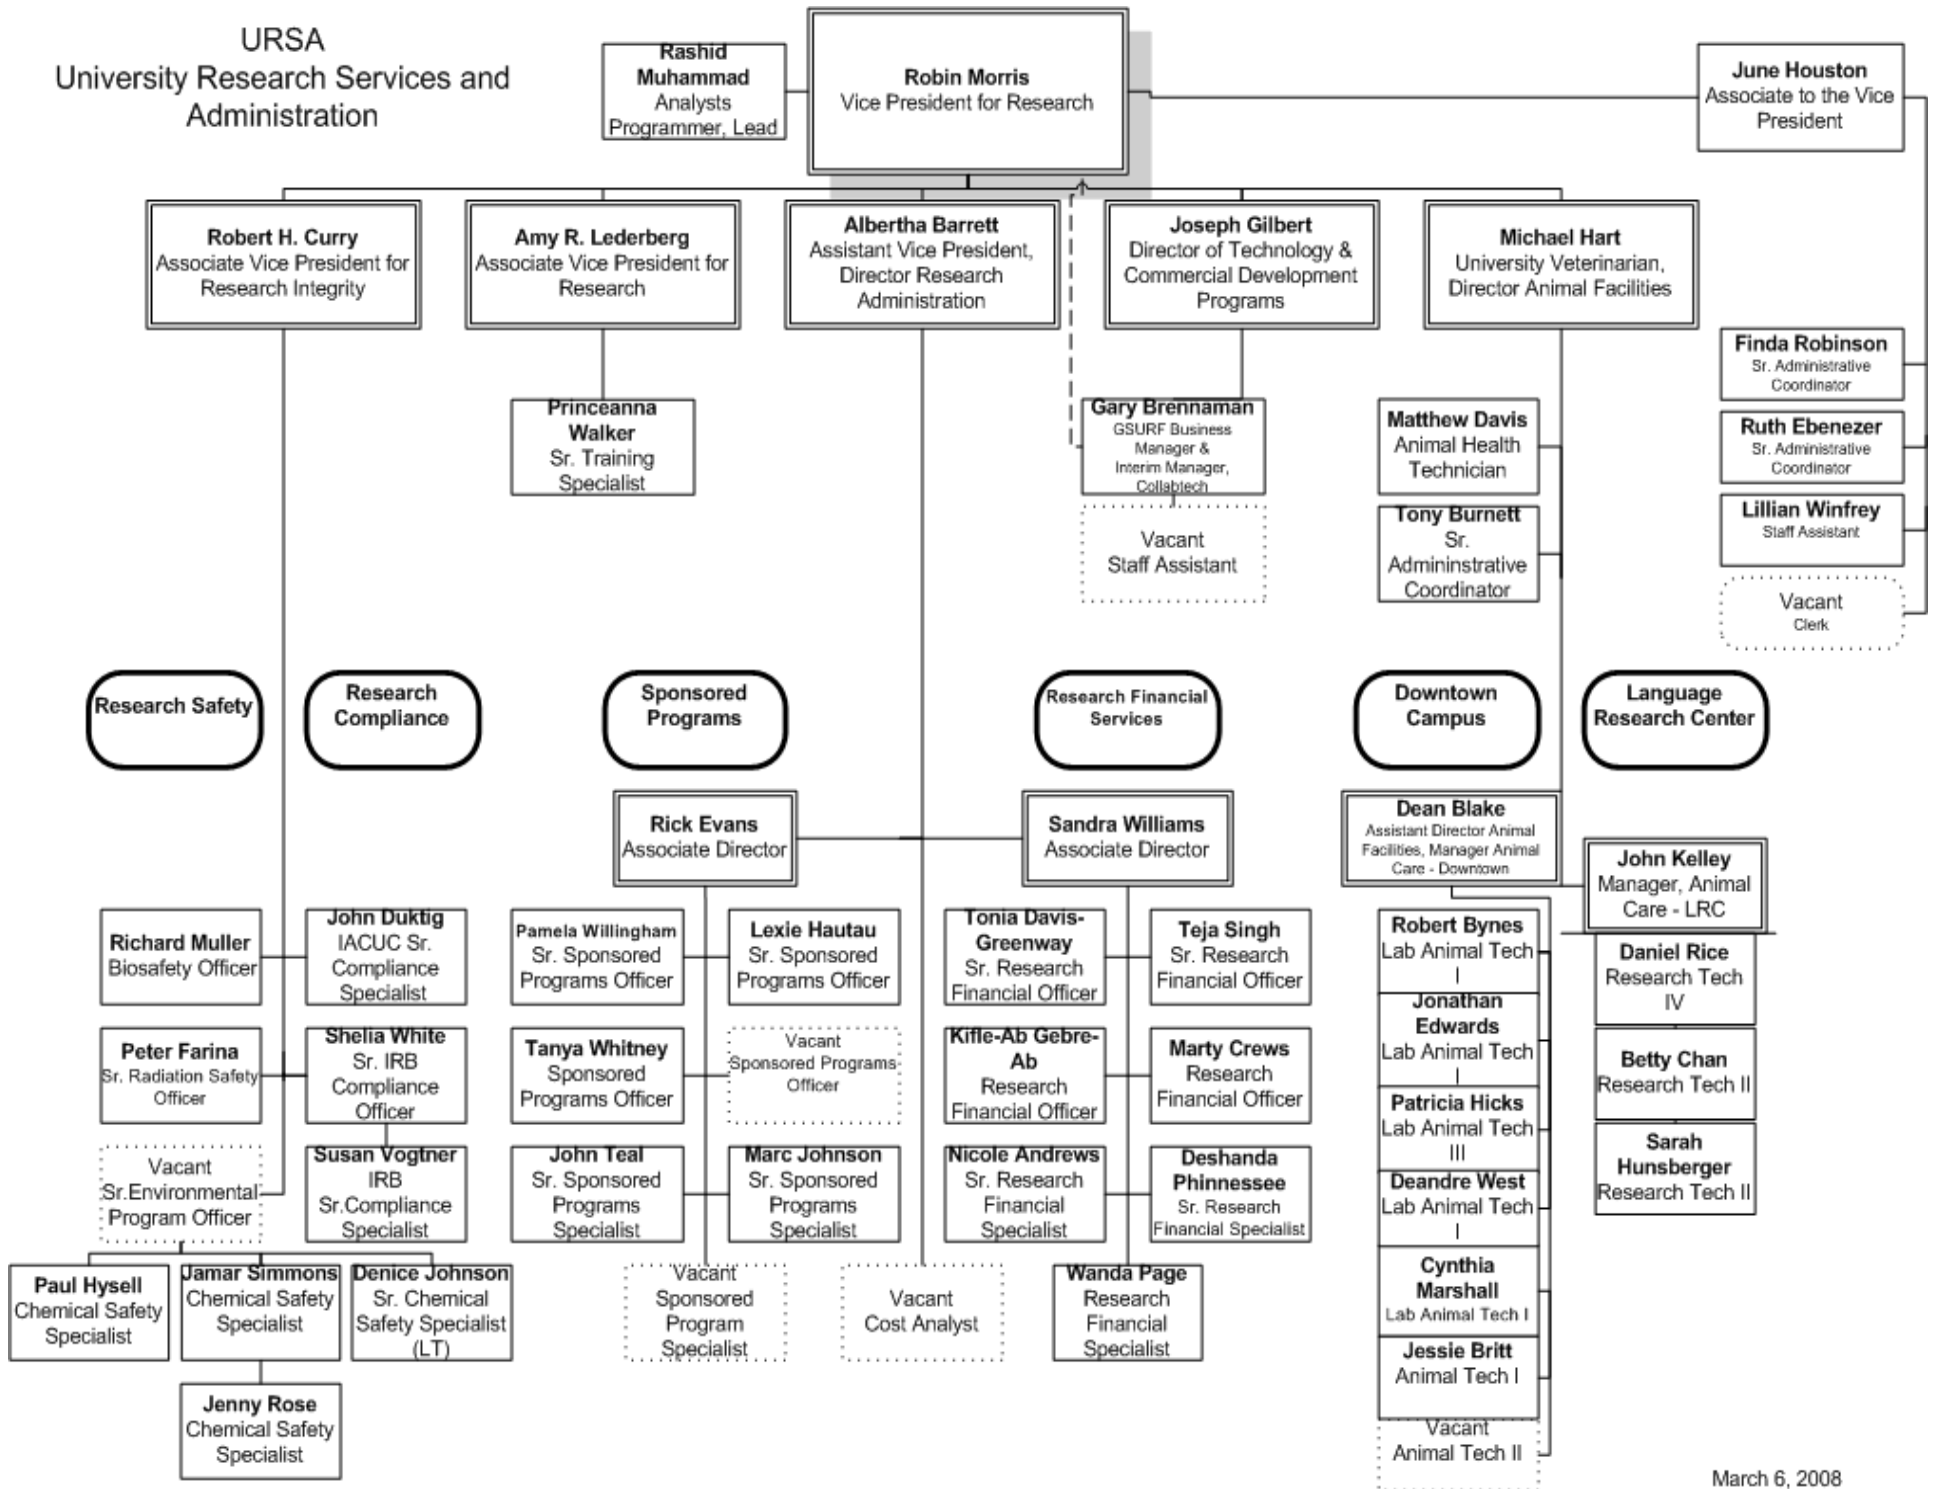 URSA
University Research Services and
Administration
Rashid
Muhammad
Analysts
Programmer, Lead
Robin Morris
Vice President for Research
June Houston
Associate to the Vice
President
Robert H. Curry
Associate Vice President for
Research Integrity
Amy R. Lederberg
Associate Vice President for
Research
Albertha Barrett
Assistant Vice President,
Director Research
Administration
Joseph Gilbert
Director of Technology &
Commercial Development
Programs
Michael Hart
University Veterinarian,
Director Animal Facilities
Finda Robinson
Sr. Administrative
Coordinator
Ruth Ebenezer
Sr. Administrative
Coordinator
Lillian Winfrey
Staff Assistant
Vacant
Clerk
Princeanna
Walker
Sr. Training
Specialist
Gary Brennaman
GSURF Business
Manager &
Interim Manager,
Collabtech
Vacant
Staff Assistant
Matthew Davis
Animal Health
Technician
Tony Burnett
Sr.
Admininstrative
Coordinator
Research Safety
Research
Compliance
Sponsored
Programs
Research Financial
Services
Downtown
Campus
Language
Research Center
Rick Evans
Associate Director
Sandra Williams
Associate Director
Dean Blake
Assistant Director Animal
Facilities, Manager Animal
Care - Downtown
John Kelley
Manager, Animal
Care - LRC
Richard Muller
Biosafety Officer
John Duktig
IACUC Sr.
Compliance
Specialist
Pamela Willingham
Sr. Sponsored
Programs Officer
Lexie Hautau
Sr. Sponsored
Programs Officer
Tonia Davis-
Greenway
Sr. Research
Financial Officer
Teja Singh
Sr. Research
Financial Officer
Robert Bynes
Lab Animal Tech
I
Daniel Rice
Research Tech
IV
Peter Farina
Sr. Radiation Safety
Officer
Shelia White
Sr. IRB
Compliance
Officer
Tanya Whitney
Sponsored
Programs Officer
Vacant
Sponsored Programs
Officer
Kifle-Ab Gebre-
Ab
Research
Financial Officer
Marty Crews
Research
Financial Officer
Jonathan
Edwards
Lab Animal Tech
I
Betty Chan
Research Tech II
Patricia Hicks
Lab Animal Tech
III
Sarah
Hunsberger
Research Tech II
Vacant
Sr.Environmental
Program Officer
Susan Vogtner
IRB
Sr.Compliance
Specialist
John Teal
Sr. Sponsored
Programs
Specialist
Marc Johnson
Sr. Sponsored
Programs
Specialist
Nicole Andrews
Sr. Research
Financial
Specialist
Deshanda
Phinnessee
Sr. Research
Financial Specialist
Deandre West
Lab Animal Tech
I
Cynthia
Marshall
Lab Animal Tech I
Paul Hysell
Chemical Safety
Specialist
Jamar Simmons
Chemical Safety
Specialist
Denice Johnson
Sr. Chemical
Safety Specialist
(LT)
Vacant
Sponsored
Program
Specialist
Vacant
Cost Analyst
Wanda Page
Research
Financial
Specialist
Jessie Britt
Animal Tech I
Jenny Rose
Chemical Safety
Specialist
Vacant
Animal Tech II
March 6, 2008